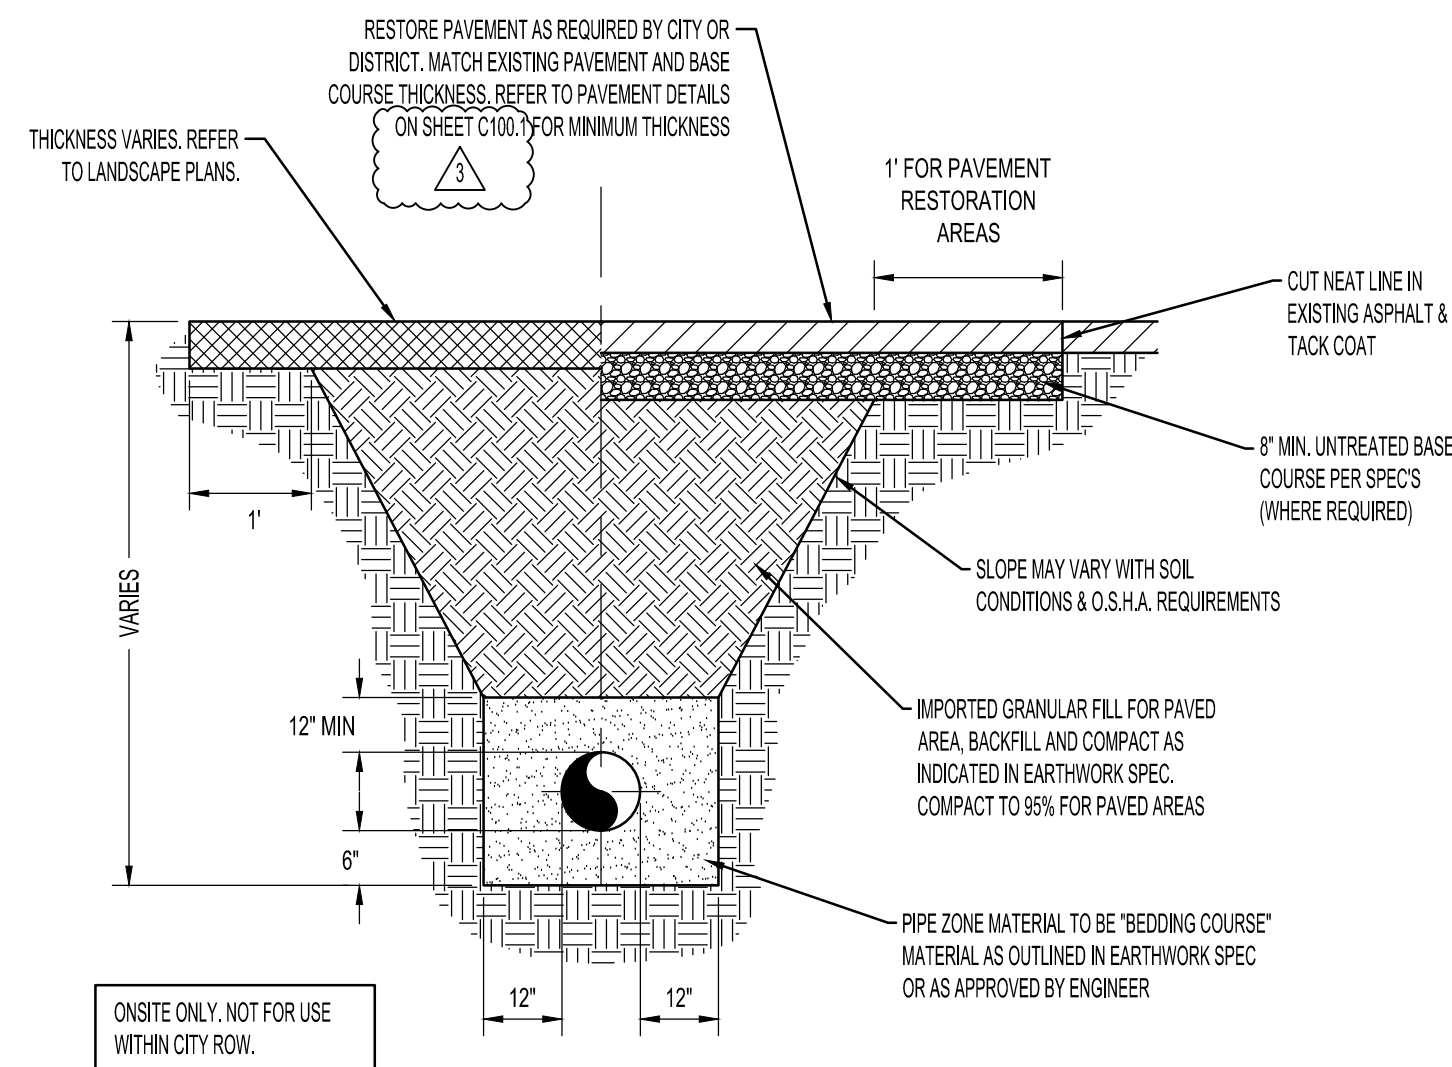 RESTORE PAVEMENT AS REQUIRED BY CITY OR
DISTRICT. MATCH EXISTING PAVEMENT AND BASE
COURSE THICKNESS. REFER TO PAVEMENT DETAILS
ON SHEET C100.1 FOR MINIMUM THICKNESS
3
THICKNESS VARIES. REFER
TO LANDSCAPE PLANS.
1' FOR PAVEMENT
RESTORATION
AREAS
CUT NEAT LINE IN
EXISTING ASPHALT &
TACK COAT
8" MIN. UNTREATED BASE
COURSE PER SPEC'S
(WHERE REQUIRED)
1'
SLOPE MAY VARY WITH SOIL
CONDITIONS & O.S.H.A. REQUIREMENTS
VARIES
12" MIN
IMPORTED GRANULAR FILL FOR PAVED
AREA, BACKFILL AND COMPACT AS
INDICATED IN EARTHWORK SPEC.
COMPACT TO 95% FOR PAVED AREAS
6"
PIPE ZONE MATERIAL TO BE "BEDDING COURSE"
MATERIAL AS OUTLINED IN EARTHWORK SPEC
OR AS APPROVED BY ENGINEER
12"
12"
ONSITE ONLY. NOT FOR USE
WITHIN CITY ROW.